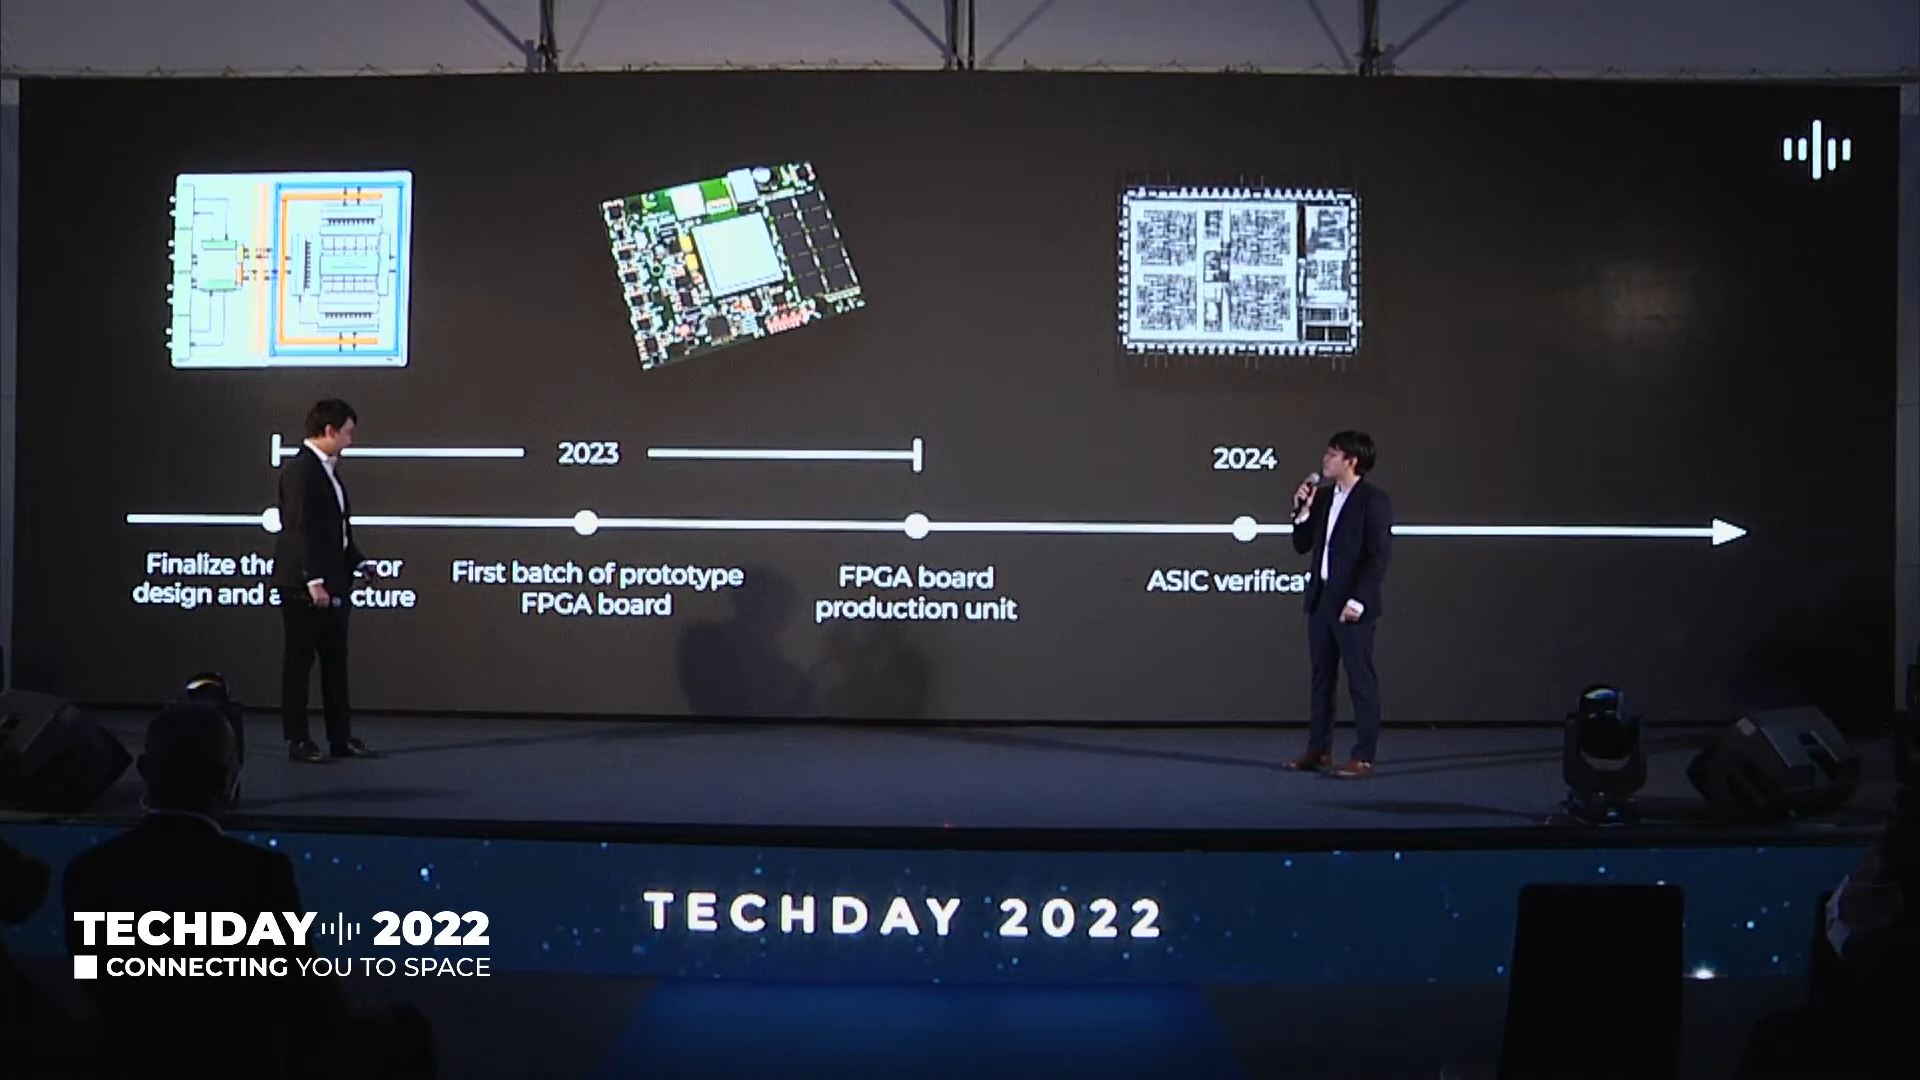 2023
2024
Finalize the
design and
First batch of prototype
FPGA board
FPGA board
production unit
ASIC
TECHDAY 2022
TECHDAY 2022
CONNECTING YOU TO SPACE